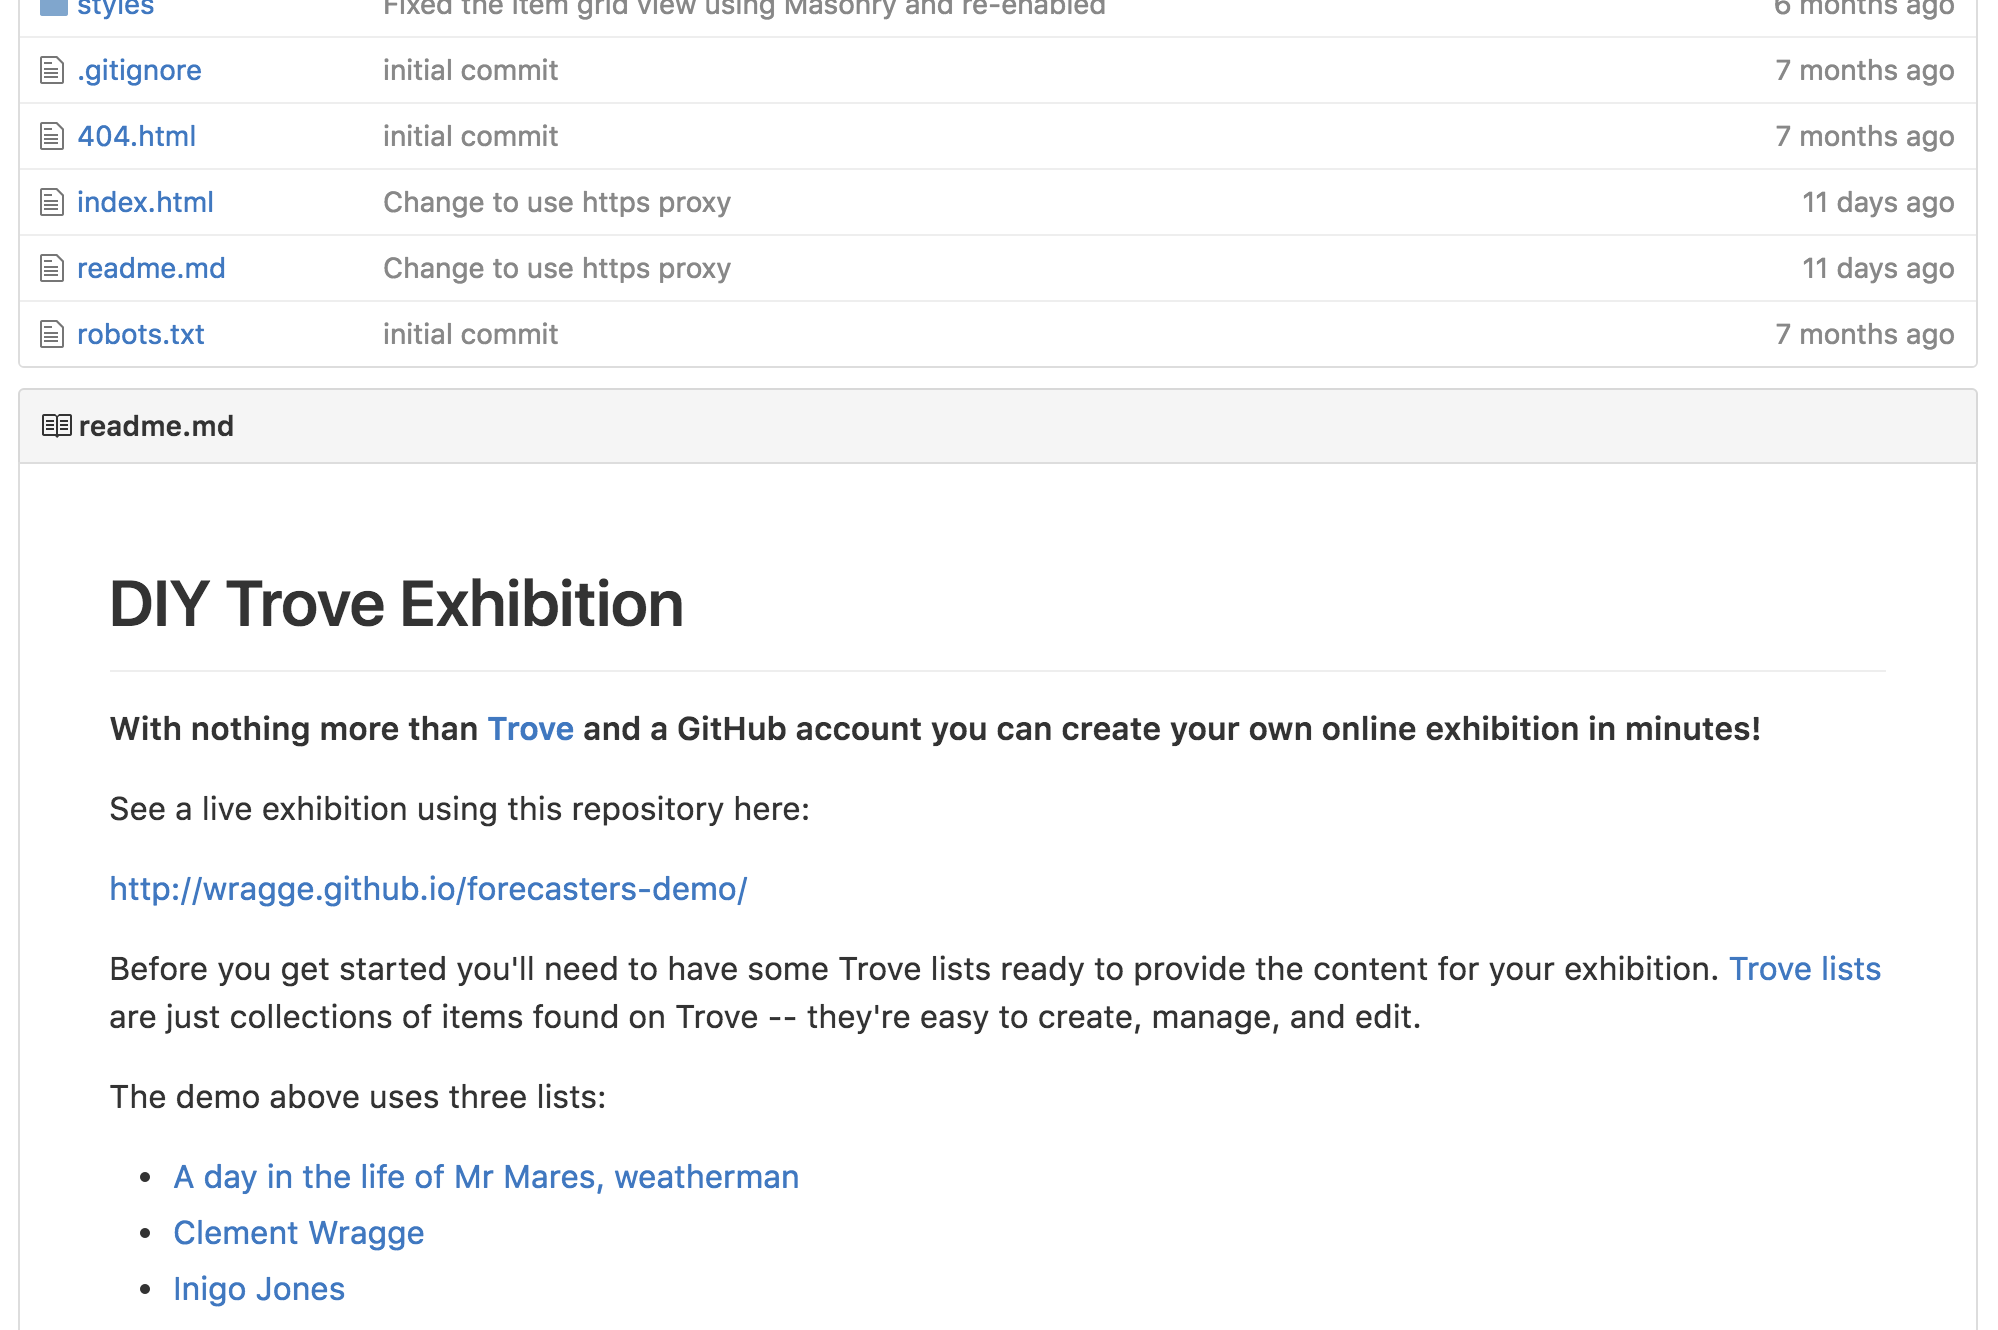 styles Fixed the item grid view using Masonry and re-enabled 6 months ago
.gitignore initial commit 7 months ago
404.html initial commit 7 months ago
index.html Change to use https proxy 11 days ago
readme.md Change to use https proxy 11 days ago
robots.txt initial commit 7 months ago
readme.md
DIY Trove Exhibition
With nothing more than Trove and a GitHub account you can create your own online exhibition in minutes!
See a live exhibition using this repository here:
http://wragge.github.io/forecasters-demo/
Before you get started you'll need to have some Trove lists ready to provide the content for your exhibition. Trove lists
are just collections of items found on Trove -- they're easy to create, manage, and edit.
The demo above uses three lists:
• A day in the life of Mr Mares, weatherman
• Clement Wragge
• Inigo Jones